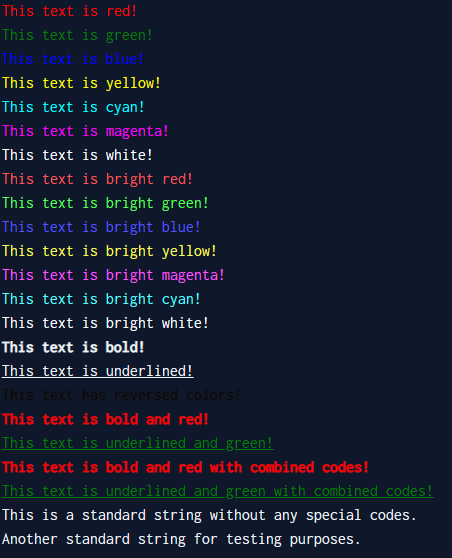 This text is red!
This text is green!
This text is blue!
This text is yellow!
This text is cyan!
This text is magenta!
This text is white!
This text is bright red!
This text is bright green!
This text is bright blue!
This text is bright yellow!
This text is bright magenta!
This text is bright cyan!
This text is bright white!
This text is bold!
This text is underlined!
This text has reversed colors!
This text is bold and red!
This text is underlined and green!
This text is bold and red with combined codes!
This text is underlined and green with combined codes!
This is a standard string without any special codes.
Another standard string for testing purposes.